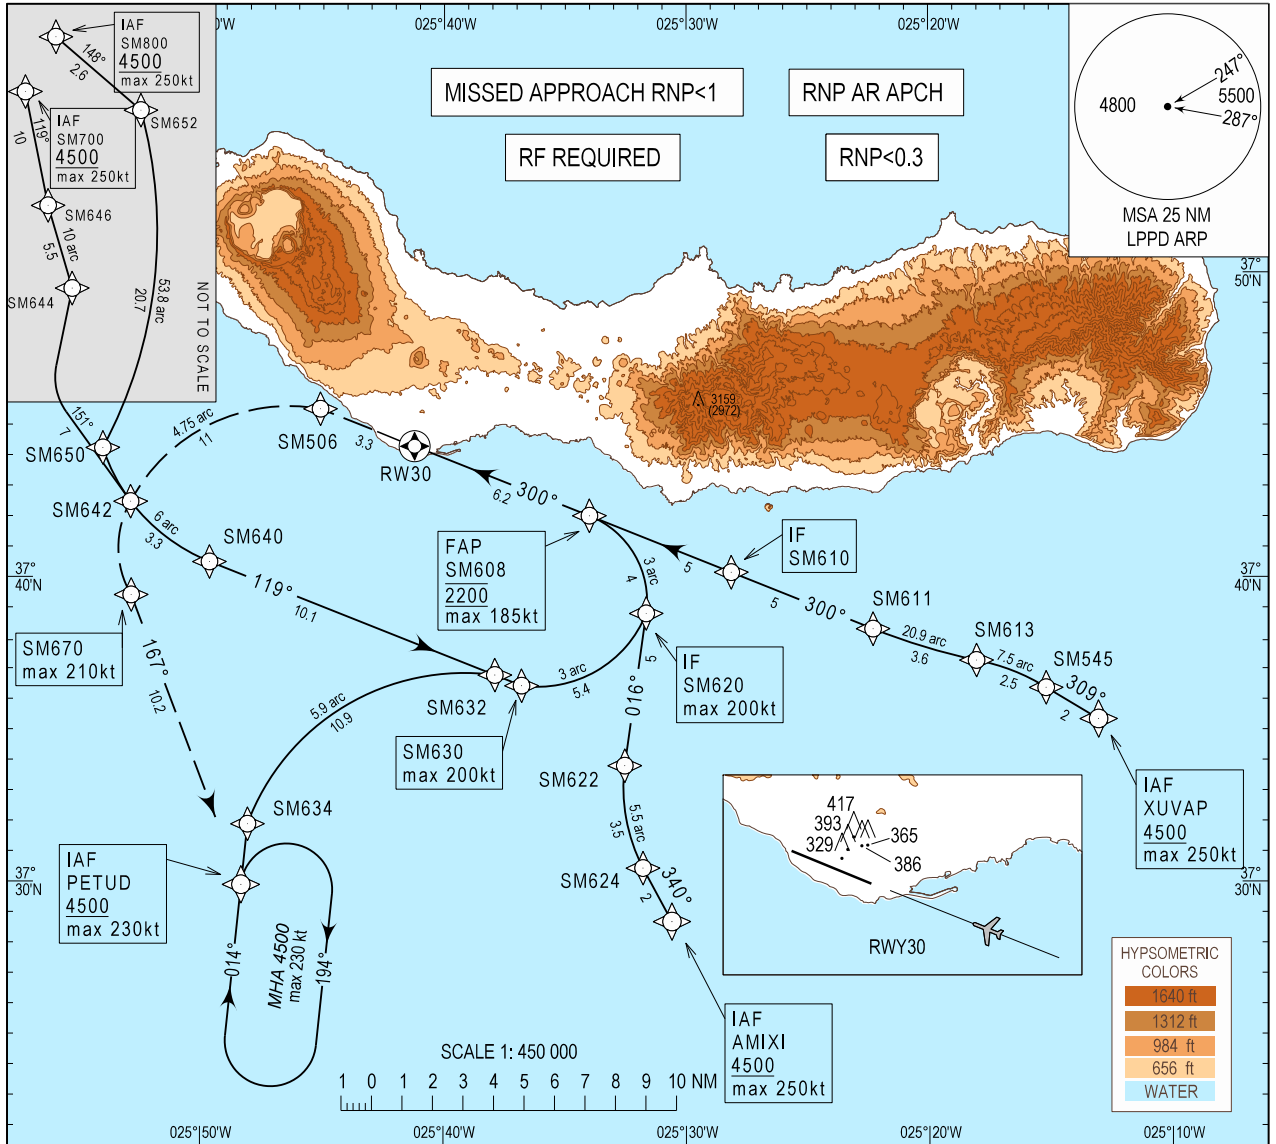 0°W
025°40'W
025°30'W
025°20'W
IAF
SM800
4500
max 250kt
148°
2.6
SM652
IAF
SM700
4500
max 250kt
119°
10
SM646
10 arc
5.5
SM644
53.8 arc
20.7
NOT TO SCALE
MISSED APPROACH RNP<1
RNP AR APCH
RF REQUIRED
RNP<0.3
247°
4800
5500
287°
MSA 25 NM
LPPD ARP
37°
50'N
3159
(2972)
151°
7
SM650
SM642
4.75 arc
11
SM506
3.3
RW30
300°
6.2
6 arc
3.3
SM640
FAP
SM608
2200
max 185kt
IF
SM610
5
3 arc
4
37°
40'N
37°
40'N
119°
10.1
300°
5
SM611
20.9 arc
3.6
SM613
7.5 arc
2.5
SM545
309°
2
SM670
max 210kt
167°
10.2
SM632
3 arc
5.4
IF
SM620
max 200kt
5
016°
5.9 arc
10.9
SM630
max 200kt
SM622
SM634
5.5 arc
3.5
IAF
XUVAP
4500
max 250kt
417
393
329
365
386
RWY30
IAF
PETUD
4500
max 230kt
SM624
340°
2
37°
30'N
37°
30'N
014°
MHA 4500
max 230 kt
194°
IAF
AMIXI
4500
max 250kt
HYPSOMETRIC
COLORS
1640 ft
1312 ft
984 ft
656 ft
WATER
SCALE 1: 450 000
1 0 1 2 3 4 5 6 7 8 9 10 NM
025°50'W
025°40'W
025°30'W
025°20'W
025°10'W